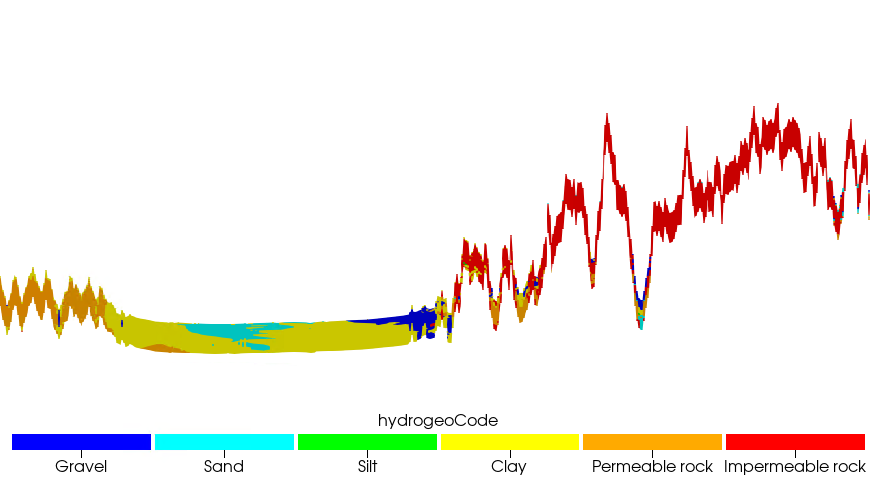 hydrogeoCode
Gravel Sand Silt Clay Permeable rock Impermeable rock